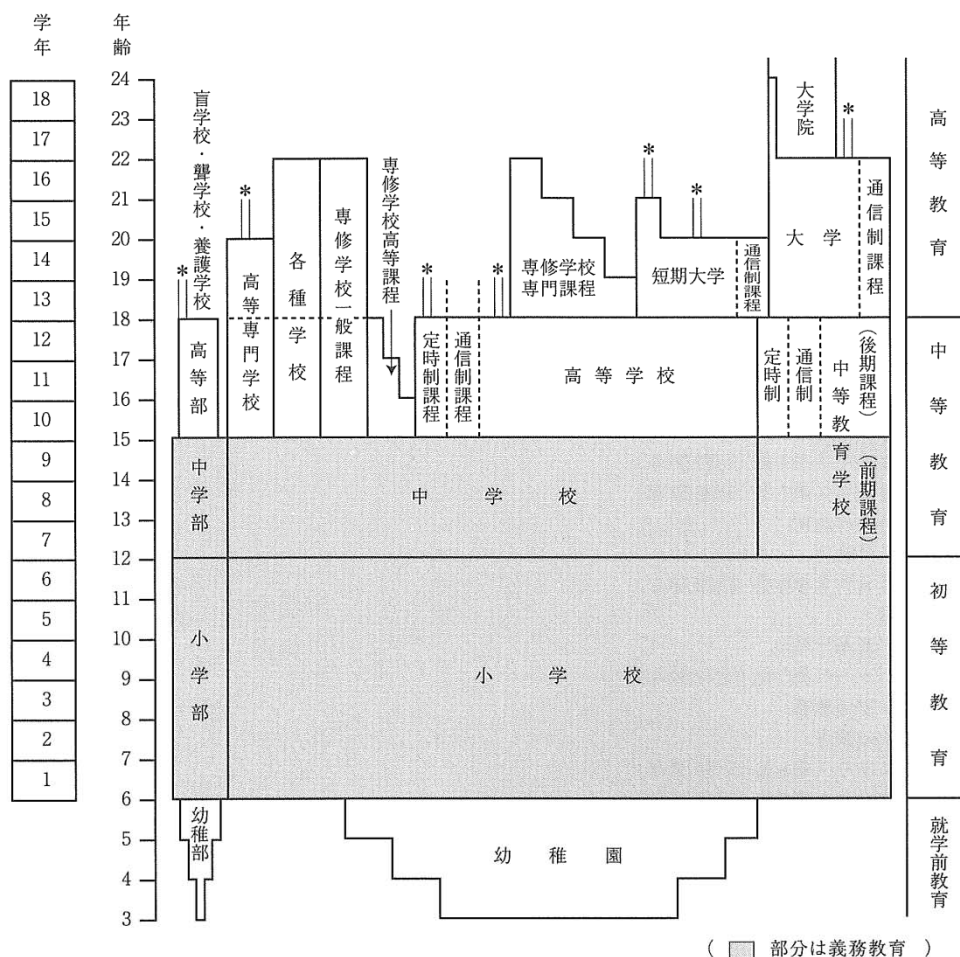 学年
年齢
18
17
16
15
14
13
12
11
10
9
8
7
6
5
4
3
2
1
24
23
22
21
20
19
18
17
16
15
14
13
12
11
10
9
8
7
6
5
4
3
盲学校・聾学校・養護学校
*
高等部
中学部
小学部
幼稚部
*
高等専門学校
各種学校
専修学校一般課程
専修学校高等課程
*
定時制課程
通信制課程
*
高等学校
専修学校
専門課程
*
短期大学
*
通信制課程
大学院
*
大学
通信制課程
定時制
通信制
中等教育学校
(後期課程)
(前期課程)
中学校
小学校
幼稚園
高等教育
中等教育
初等教育
就学前教育
( 部分は義務教育 )